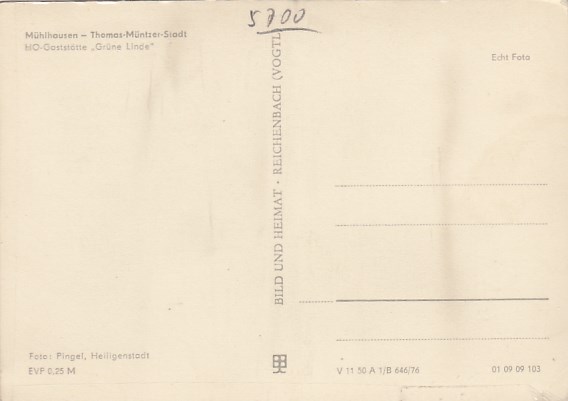 5700
Mühlhausen – Thomas-Müntzer-Stadt
HO-Gaststätte „Grüne Linde"
Echt Foto
BILD UND HEIMAT · REICHENBACH (VOGTL
Foto: Pingel, Heiligenstadt
EVP 0,25 M
V 11 50 A 1/B 646/76
01 09 09 103